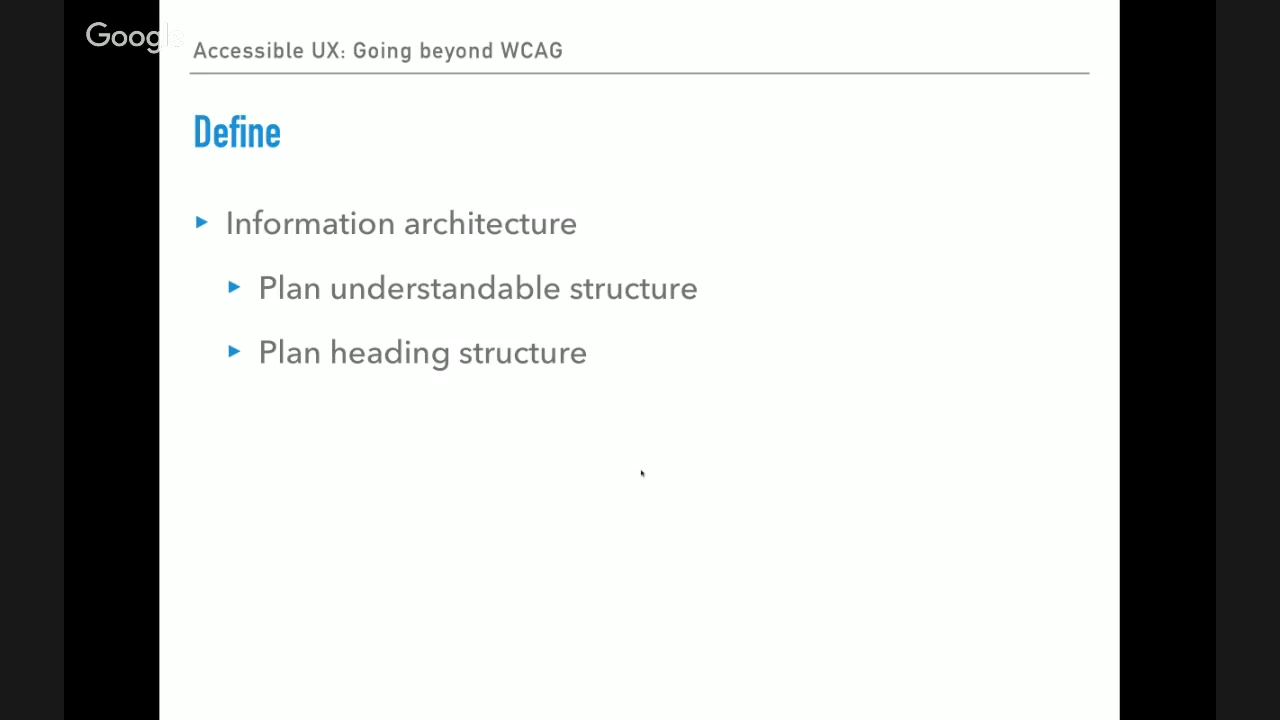 Google
Accessible UX: Going beyond WCAG
Define
Information architecture
Plan understandable structure
Plan heading structure